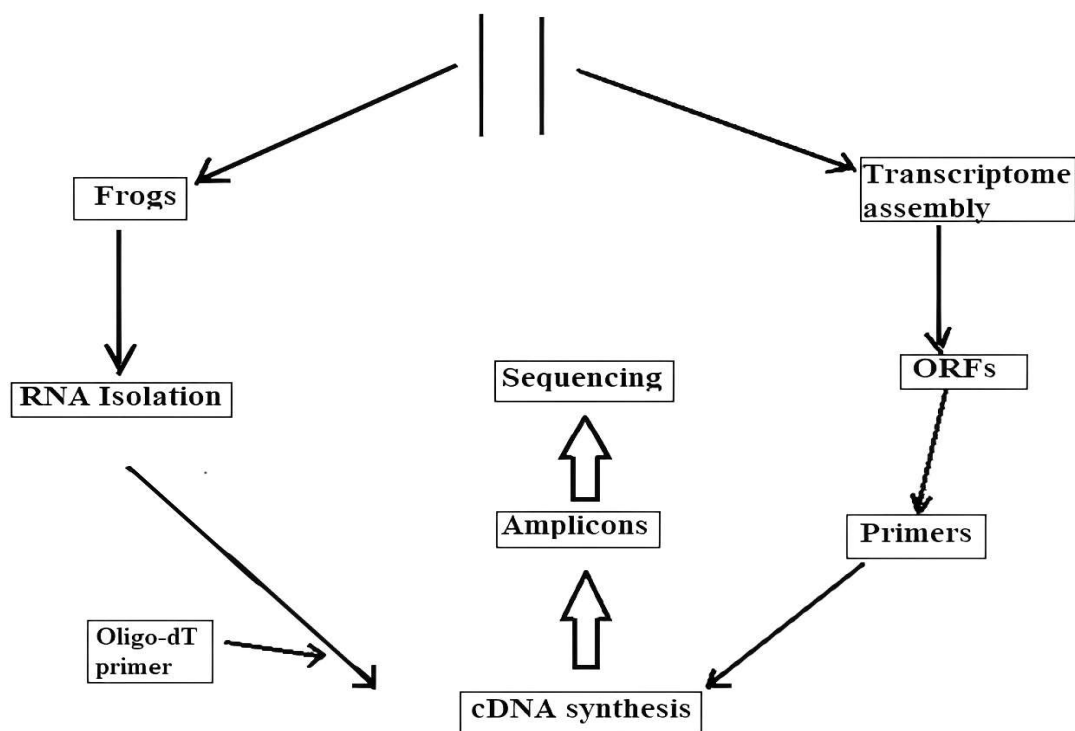 Frogs
Transcriptome
assembly
RNA Isolation
Sequencing
ORFs
Amplicons
Primers
Oligo-dT
primer
cDNA synthesis